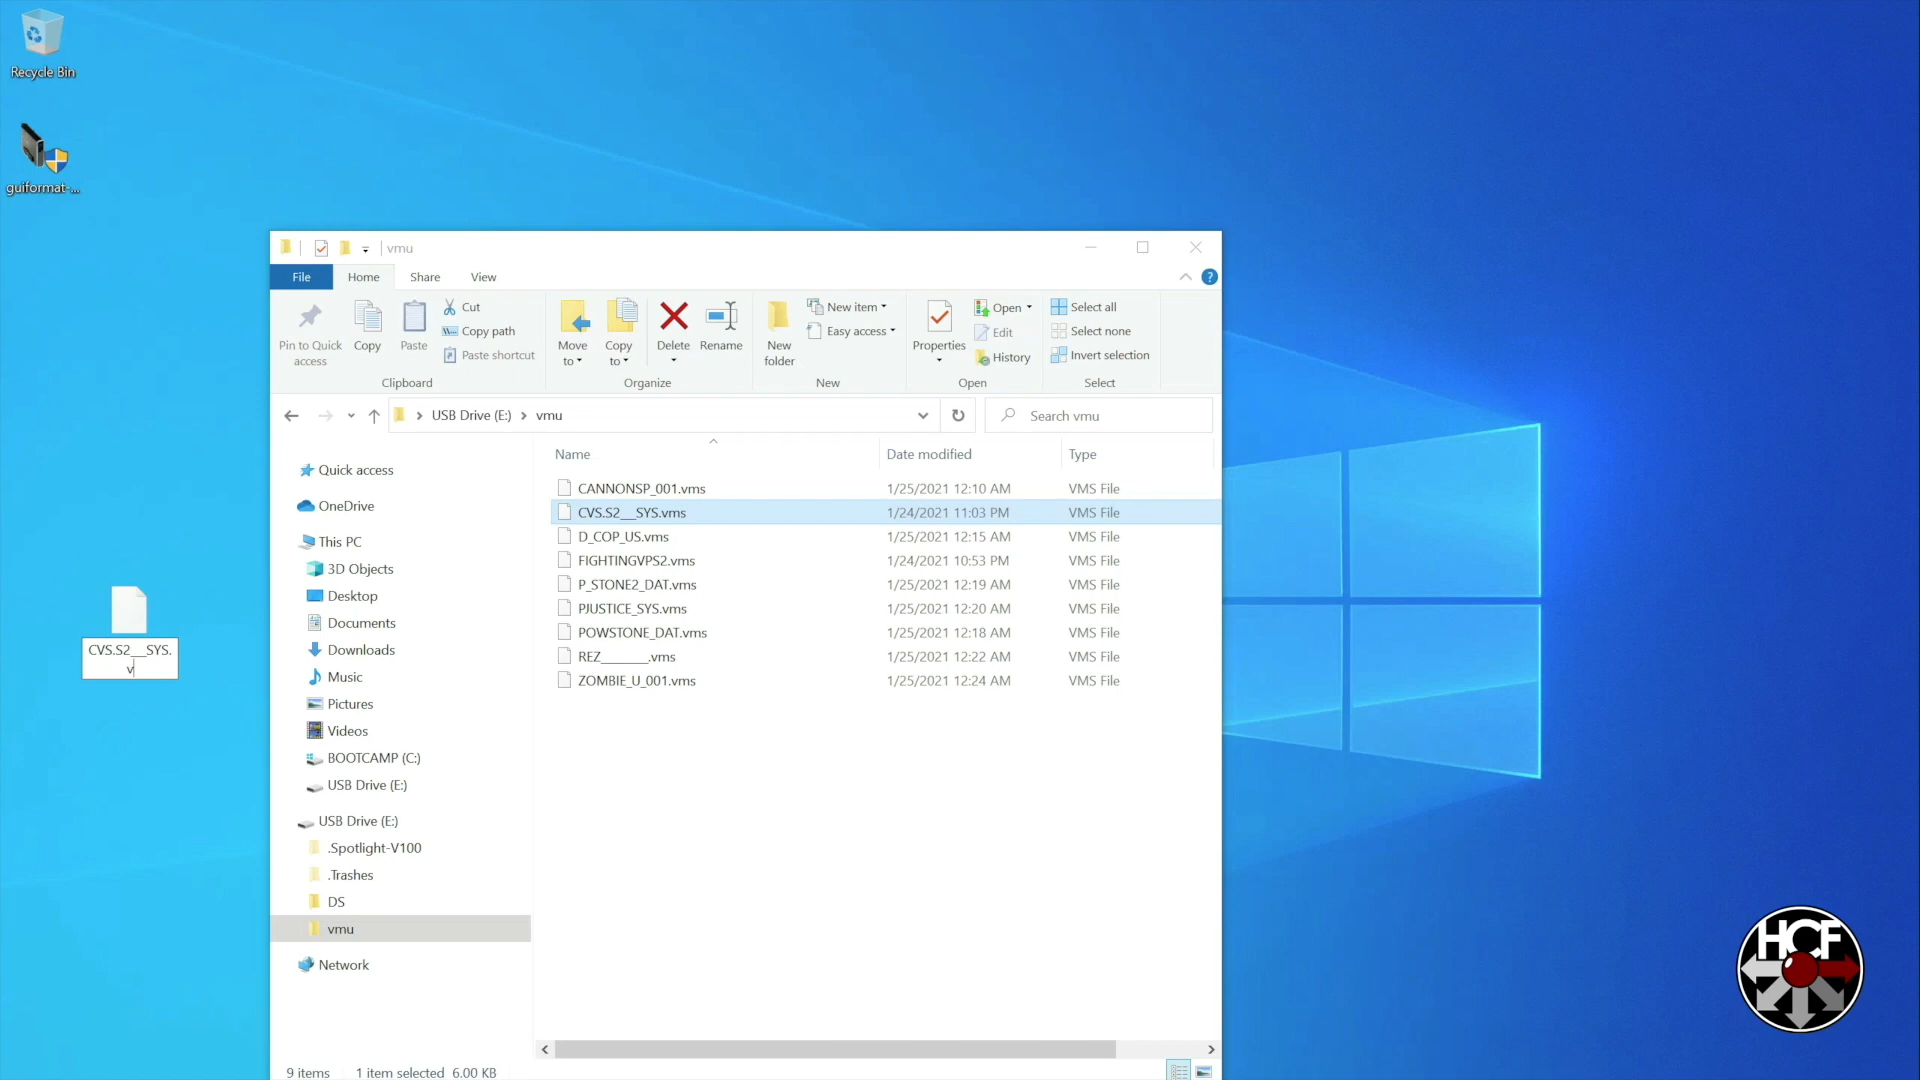 Recycle Bin
guiformat-...
vmu
File Home Share View
Pin to Quick access
Copy
Paste
Cut
Copy path
Paste shortcut
Clipboard
Move to
Copy to
Delete
Rename
Organize
New folder
New item
Easy access
New
Properties
Open
Edit
History
Open
Select all
Select none
Invert selection
Select
USB Drive (E:) vmu
Search vmu
Name Date modified Type
Quick access
OneDrive
This PC
3D Objects
Desktop
Documents
Downloads
Music
Pictures
Videos
BOOTCAMP (C:)
USB Drive (E:)
USB Drive (E:)
.Spotlight-V100
.Trashes
DS
vmu
Network
CANNONSP_001.vms 1/25/2021 12:10 AM VMS File
CVS.S2___SYS.vms 1/24/2021 11:03 PM VMS File
D_COP_US.vms 1/25/2021 12:15 AM VMS File
FIGHTINGVPS2.vms 1/24/2021 10:53 PM VMS File
P_STONE2_DAT.vms 1/25/2021 12:19 AM VMS File
PJUSTICE_SYS.vms 1/25/2021 12:20 AM VMS File
POWSTONE_DAT.vms 1/25/2021 12:18 AM VMS File
REZ_________.vms 1/25/2021 12:22 AM VMS File
ZOMBIE_U_001.vms 1/25/2021 12:24 AM VMS File
CVS.S2___SYS.
v
9 items 1 item selected 6.00 KB
HCF